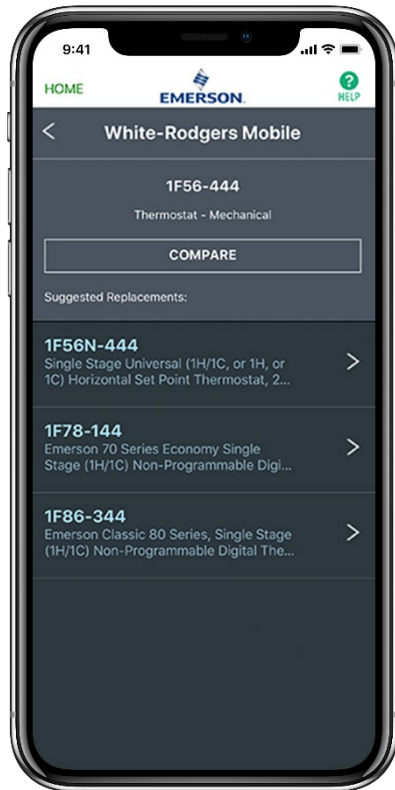 9:41
HOME
EMERSON.
HELP
White-Rodgers Mobile
1F56-444
Thermostat - Mechanical
COMPARE
Suggested Replacements:
1F56N-444
Single Stage Universal (1H/1C, or 1H, or
1C) Horizontal Set Point Thermostat, 2...
1F78-144
Emerson 70 Series Economy Single
Stage (1H/1C) Non-Programmable Digi...
1F86-344
Emerson Classic 80 Series, Single Stage
(1H/1C) Non-Programmable Digital The...